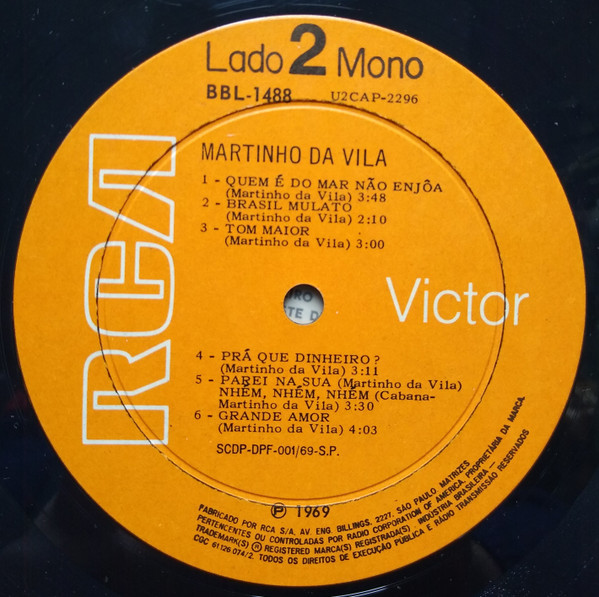 Lado 2 Mono
BBL-1488 U2CAP-2296
MARTINHO DA VILA
1 - QUEM É DO MAR NÃO ENJÔA
(Martinho da Vila) 3:48
2 - BRASIL MULATO
(Martinho da Vila) 2:10
3 - TOM MAIOR
(Martinho da Vila) 3:00
RCA Victor
4 - PRÁ QUE DINHEIRO?
(Martinho da Vila) 3:11
5 - PAREI NA SUA (Martinho da Vila)
NHÉM, NHÉM, NHÉM (Cabana-
Martinho da Vila) 3:30
6 - GRANDE AMOR
(Martinho da Vila) 4:03
SCDP-DPF-001/69-S.P.
℗ 1969
FABRICADO POR RCA S/A, AV. ENG. BILLINGS, 2227, SÃO PAULO MATRIZES
PERTENCENTES OU CONTROLADAS POR RADIO CORPORATION OF AMERICA, PROPRIETÁRIA DA MARCA.
TRADEMARK(S) ® REGISTERED MARCA(S) REGISTRADA(S). INDÚSTRIA BRASILEIRA —
CGC 61126.074/2. TODOS OS DIREITOS DE EXECUÇÃO PÚBLICA E RÁDIO TRANSMISSÃO RESERVADOS